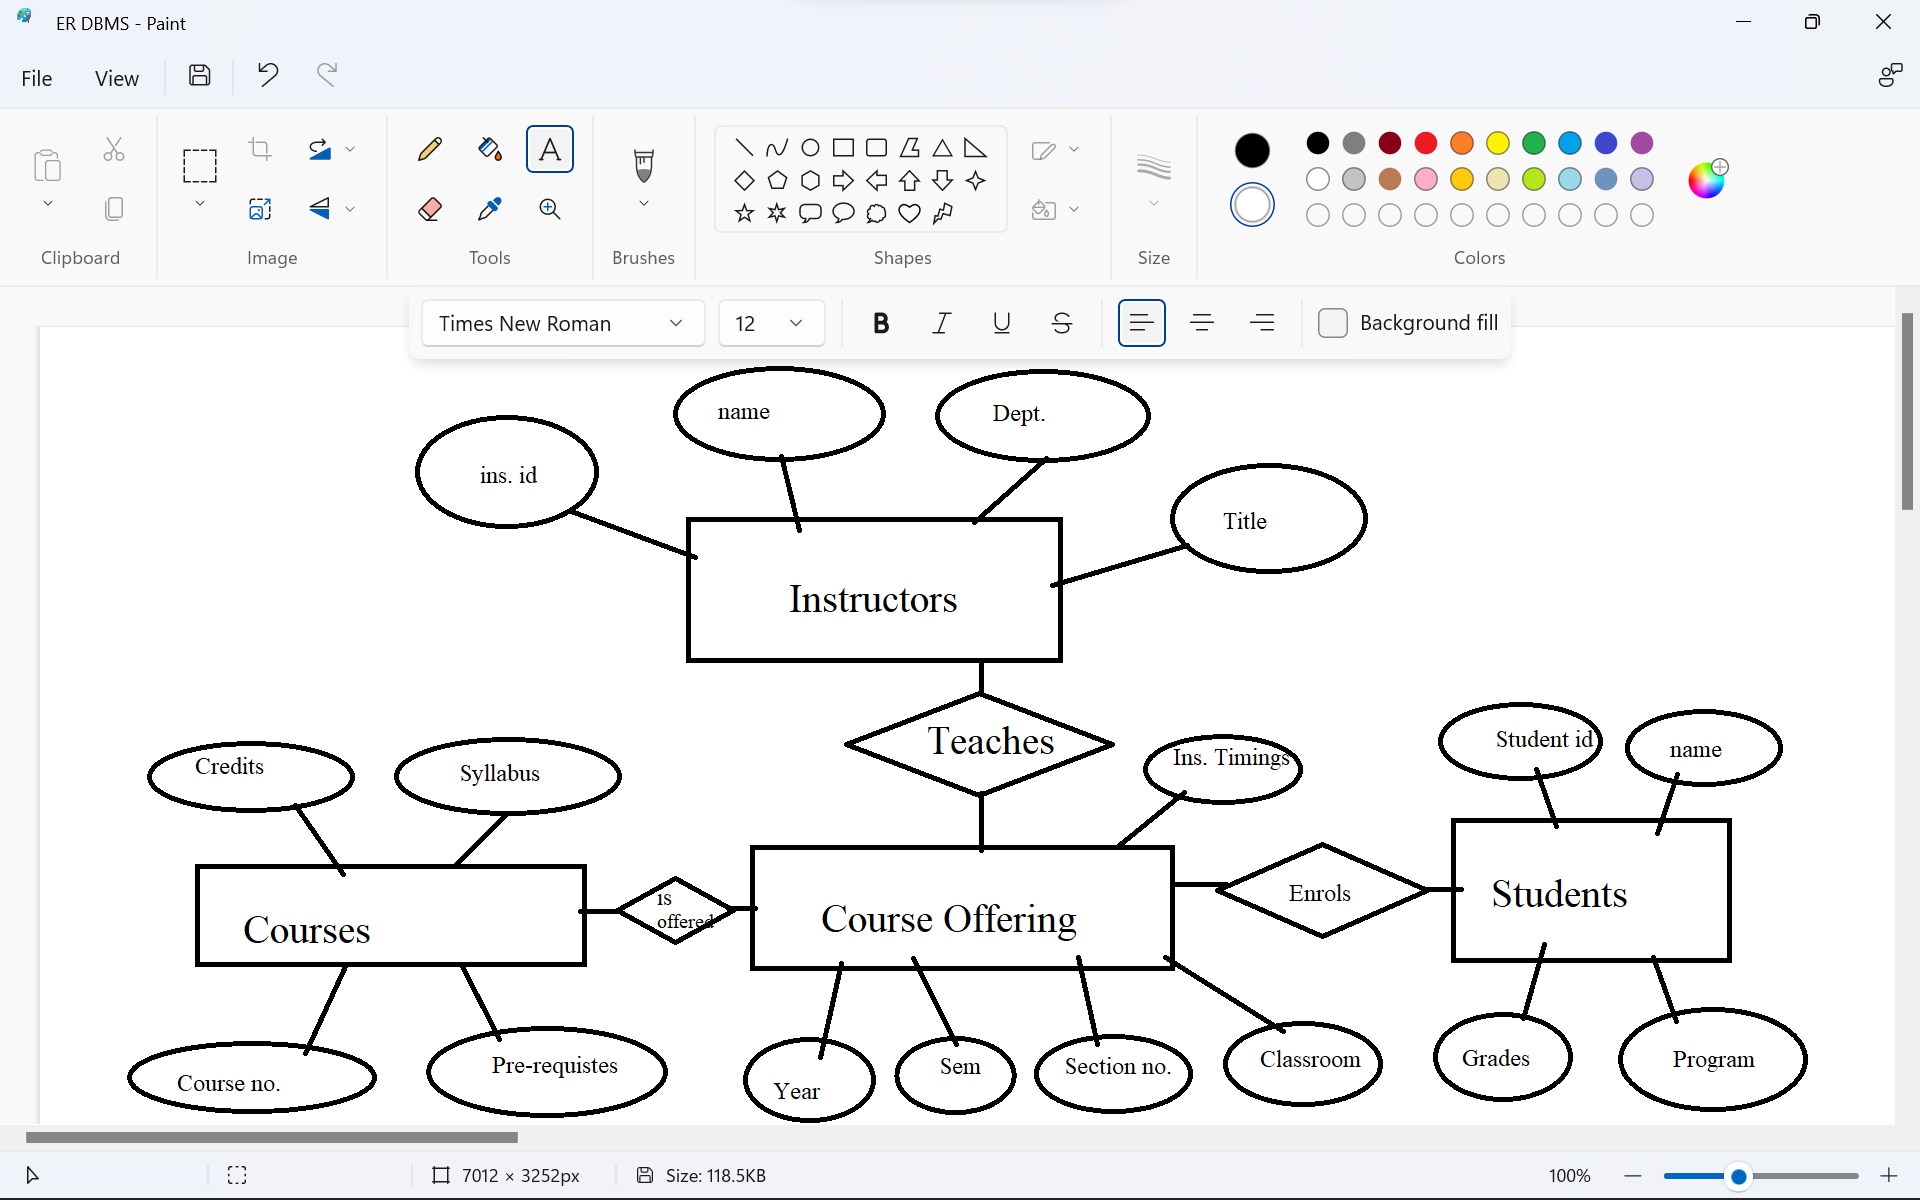 ER DBMS - Paint
File
View
Clipboard
Image
Tools
Brushes
Shapes
Size
Colors
Times New Roman
12
B
I
U
S
Background fill
name
Dept.
ins. id
Title
Instructors
Teaches
Ins. Timings
Student id
name
Credits
Syllabus
is
offered
Enrols
Students
Courses
Course Offering
Pre-requistes
Sem
Section no.
Classroom
Grades
Program
Course no.
Year
7012 × 3252px
Size: 118.5KB
100%